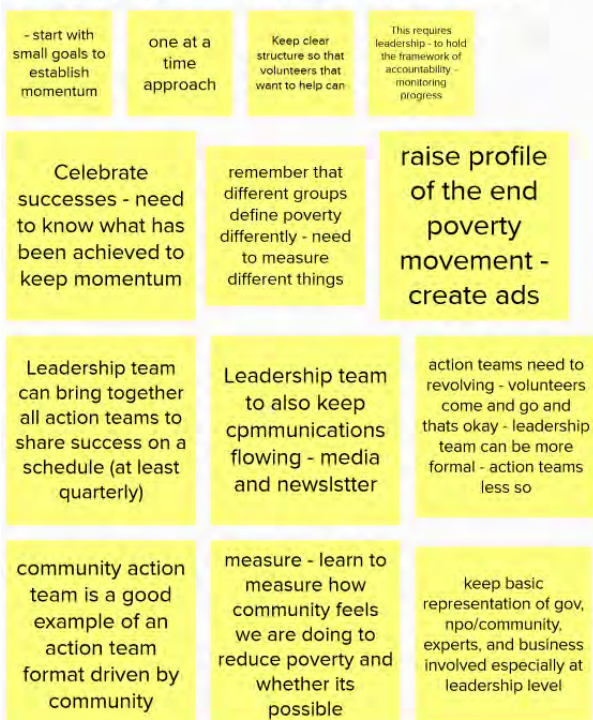 - start with
small goals to
establish
momentum
one at a
time
approach
Keep clear
structure so that
volunteers that
want to help can
This requires
leadership - to hold
the framework of
accountability -
monitoring
progress
Celebrate
successes - need
to know what has
been achieved to
keep momentum
remember that
different groups
define poverty
differently - need
to measure
different things
raise profile
of the end
poverty
movement -
create ads
Leadership team
can bring together
all action teams to
share success on a
schedule (at least
quarterly)
Leadership team
to also keep
cpmmunications
flowing - media
and newslstter
action teams need to
revolving - volunteers
come and go and
thats okay - leadership
team can be more
formal - action teams
less so
community action
team is a good
example of an
action team
format driven by
community
measure - learn to
measure how
community feels
we are doing to
reduce poverty and
whether its
possible
keep basic
representation of gov,
npo/community,
experts, and business
involved especially at
leadership level